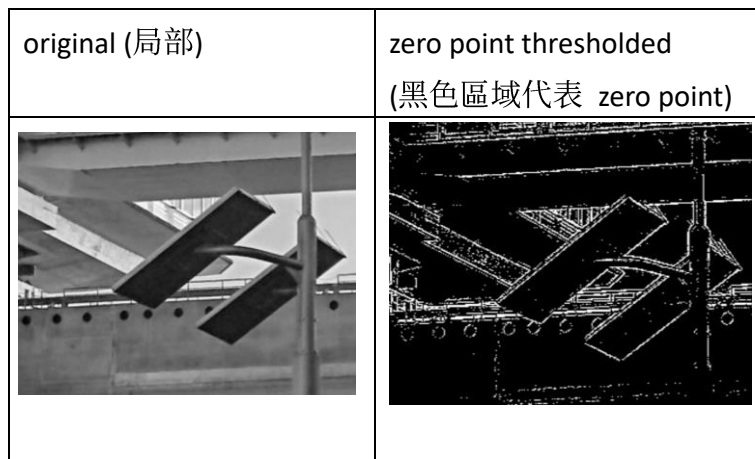 original (局部)
zero point thresholded
(黑色區域代表 zero point)